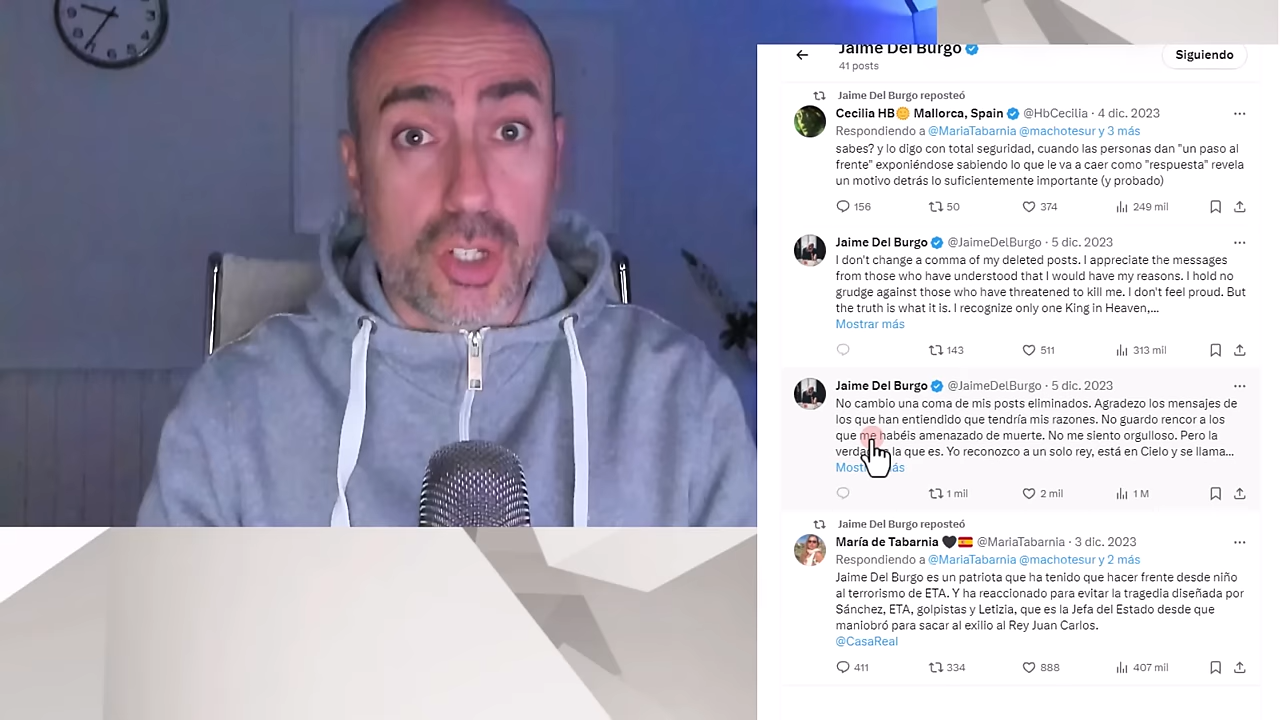 Jaime Del Burgo
41 posts
Siguiendo
Jaime Del Burgo reposteó
Cecilia HB🌞 Mallorca, Spain @HbCecilia · 4 dic. 2023
Respondiendo a @MariaTabarnia @machotesur y 3 más
sabes? y lo digo con total seguridad, cuando las personas dan "un paso al
frente" exponiéndose sabiendo lo que le va a caer como "respuesta" revela
un motivo detrás lo suficientemente importante (y probado)
156 50 374 249 mil
Jaime Del Burgo @JaimeDelBurgo · 5 dic. 2023
I don't change a comma of my deleted posts. I appreciate the messages
from those who have understood that I would have my reasons. I hold no
grudge against those who have threatened to kill me. I don't feel proud. But
the truth is what it is. I recognize only one King in Heaven,...
Mostrar más
143 511 313 mil
Jaime Del Burgo @JaimeDelBurgo · 5 dic. 2023
No cambio una coma de mis posts eliminados. Agradezo los mensajes de
los que han entiendido que tendría mis razones. No guardo rencor a los
que me habéis amenazado de muerte. No me siento orgulloso. Pero la
verdad la que es. Yo reconozco a un solo rey, está en Cielo y se llama...
Mostrar más
1 mil 2 mil 1 M
Jaime Del Burgo reposteó
María de Tabarnia 🖤🇪🇸 @MariaTabarnia · 3 dic. 2023
Respondiendo a @MariaTabarnia @machotesur y 2 más
Jaime Del Burgo es un patriota que ha tenido que hacer frente desde niño
al terrorismo de ETA. Y ha reaccionado para evitar la tragedia diseñada por
Sánchez, ETA, golpistas y Letizia, que es la Jefa del Estado desde que
maniobró para sacar al exilio al Rey Juan Carlos.
@CasaReal
411 334 888 407 mil